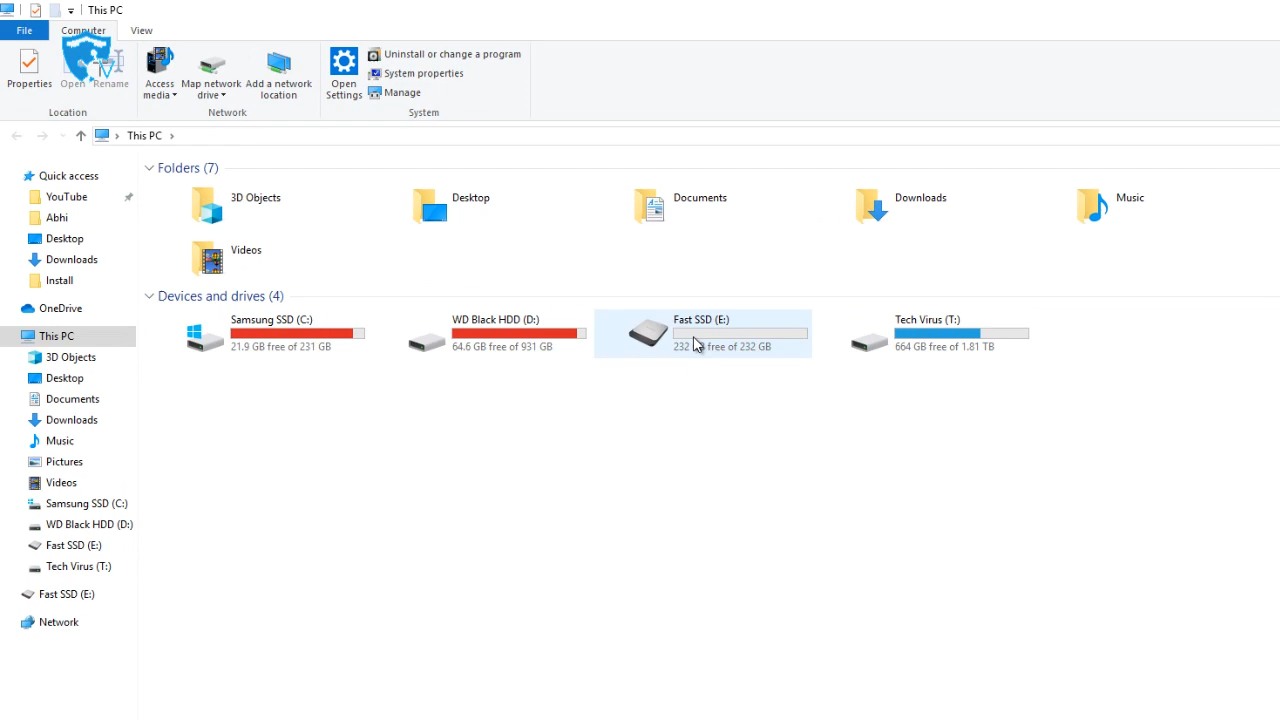 This PC
File Computer View
Properties Open Rename Access media Map network drive Add a network location Open Settings
Uninstall or change a program
System properties
Manage
Location Network System
This PC
Quick access
YouTube
Abhi
Desktop
Downloads
Install
OneDrive
This PC
3D Objects
Desktop
Documents
Downloads
Music
Pictures
Videos
Samsung SSD (C:)
WD Black HDD (D:)
Fast SSD (E:)
Tech Virus (T:)
Fast SSD (E:)
Network
Folders (7)
3D Objects Desktop Documents Downloads Music
Videos
Devices and drives (4)
Samsung SSD (C:) WD Black HDD (D:) Fast SSD (E:) Tech Virus (T:)
21.9 GB free of 231 GB 64.6 GB free of 931 GB 232 free of 232 GB 664 GB free of 1.81 TB